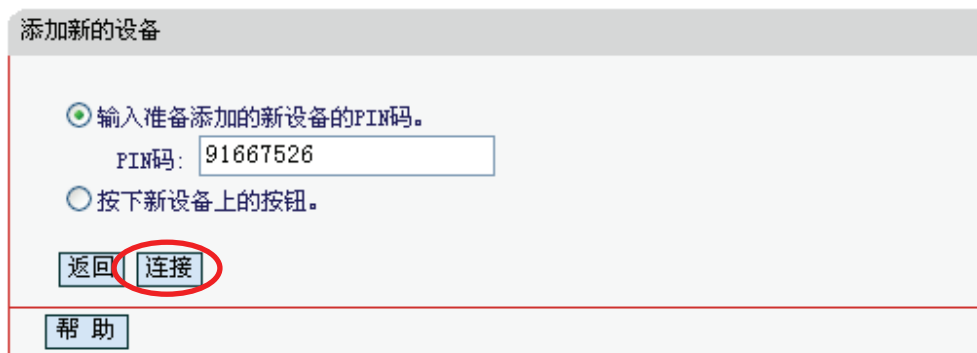 添加新的设备
输入准备添加的新设备的PIN码。
PIN码: 91667526
按下新设备上的按钮。
返回 连接
帮 助